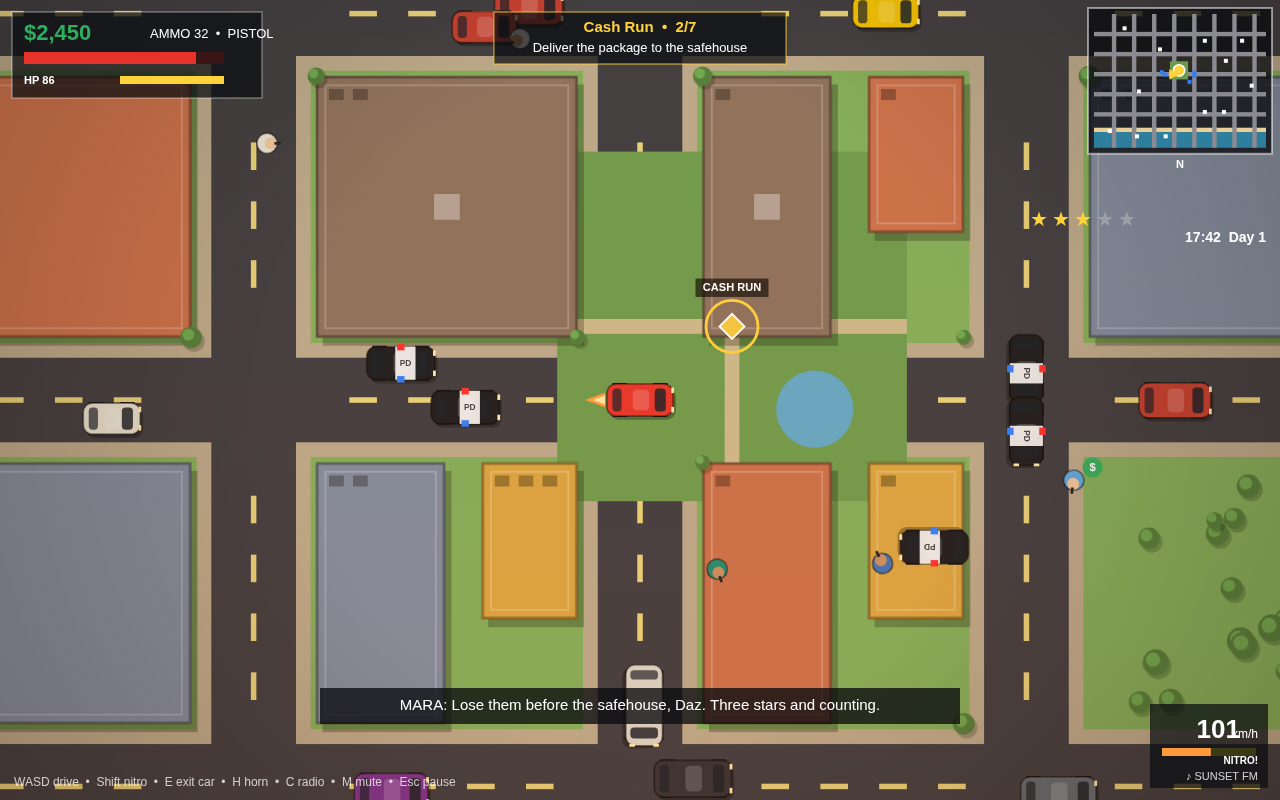 $2,450
AMMO 32 • PISTOL
HP 86
Cash Run • 2/7
Deliver the package to the safehouse
N
17:42 Day 1
CASH RUN
PD
PD
PD
PD
$
PD
MARA: Lose them before the safehouse, Daz. Three stars and counting.
101 km/h
NITRO!
♪ SUNSET FM
WASD drive • Shift nitro • E exit car • H horn • C radio • M mute • Esc pause